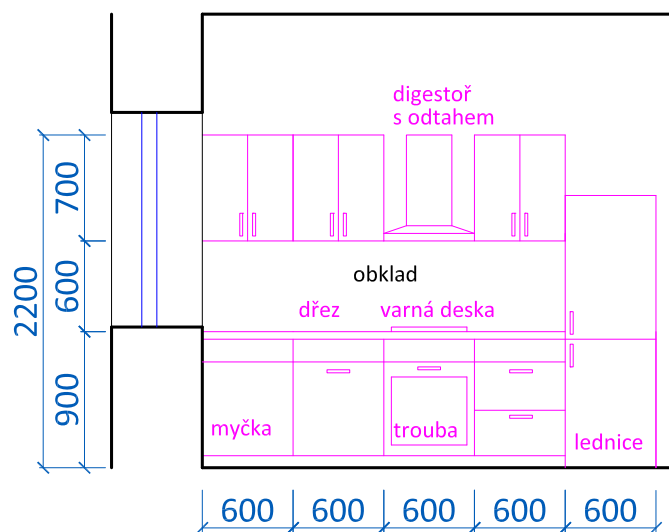 digestoř
s odtahem
700
600
2200
900
obklad
dřez
varná deska
myčka
trouba
lednice
600
600
600
600
600